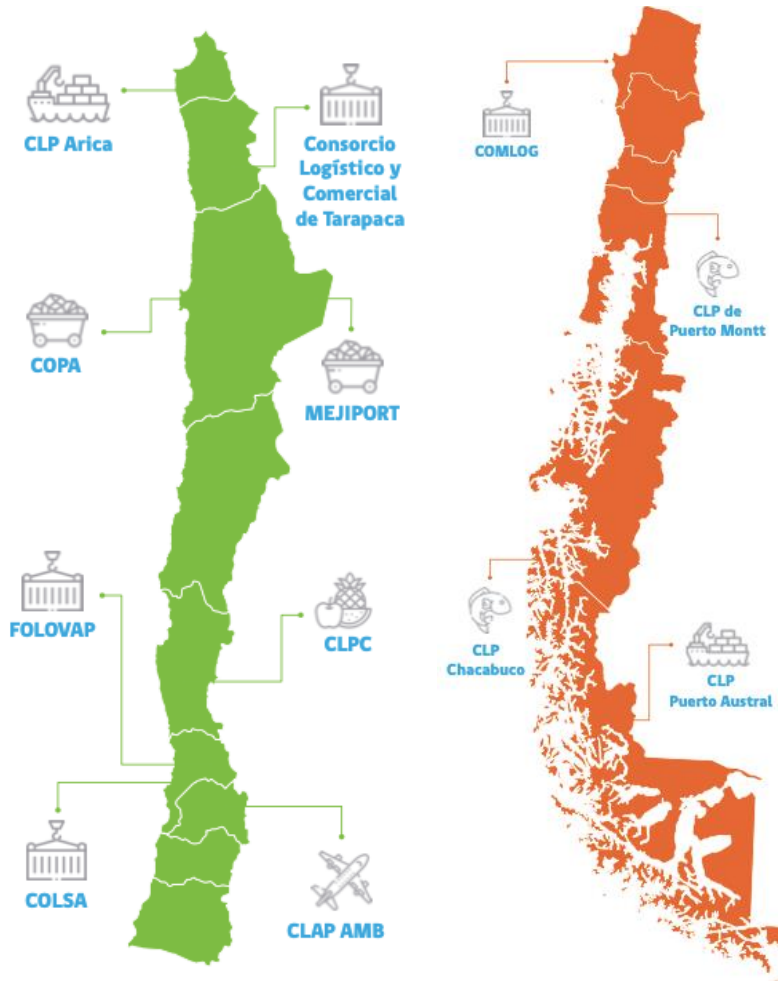 CLP Arica
Consorcio
Logístico y
Comercial
de Tarapaca
COPA
MEJIPORT
FOLOVAP
CLPC
COLSA
CLAP AMB
COMLOG
CLP de
Puerto Montt
CLP
Chacabuco
CLP
Puerto Austral